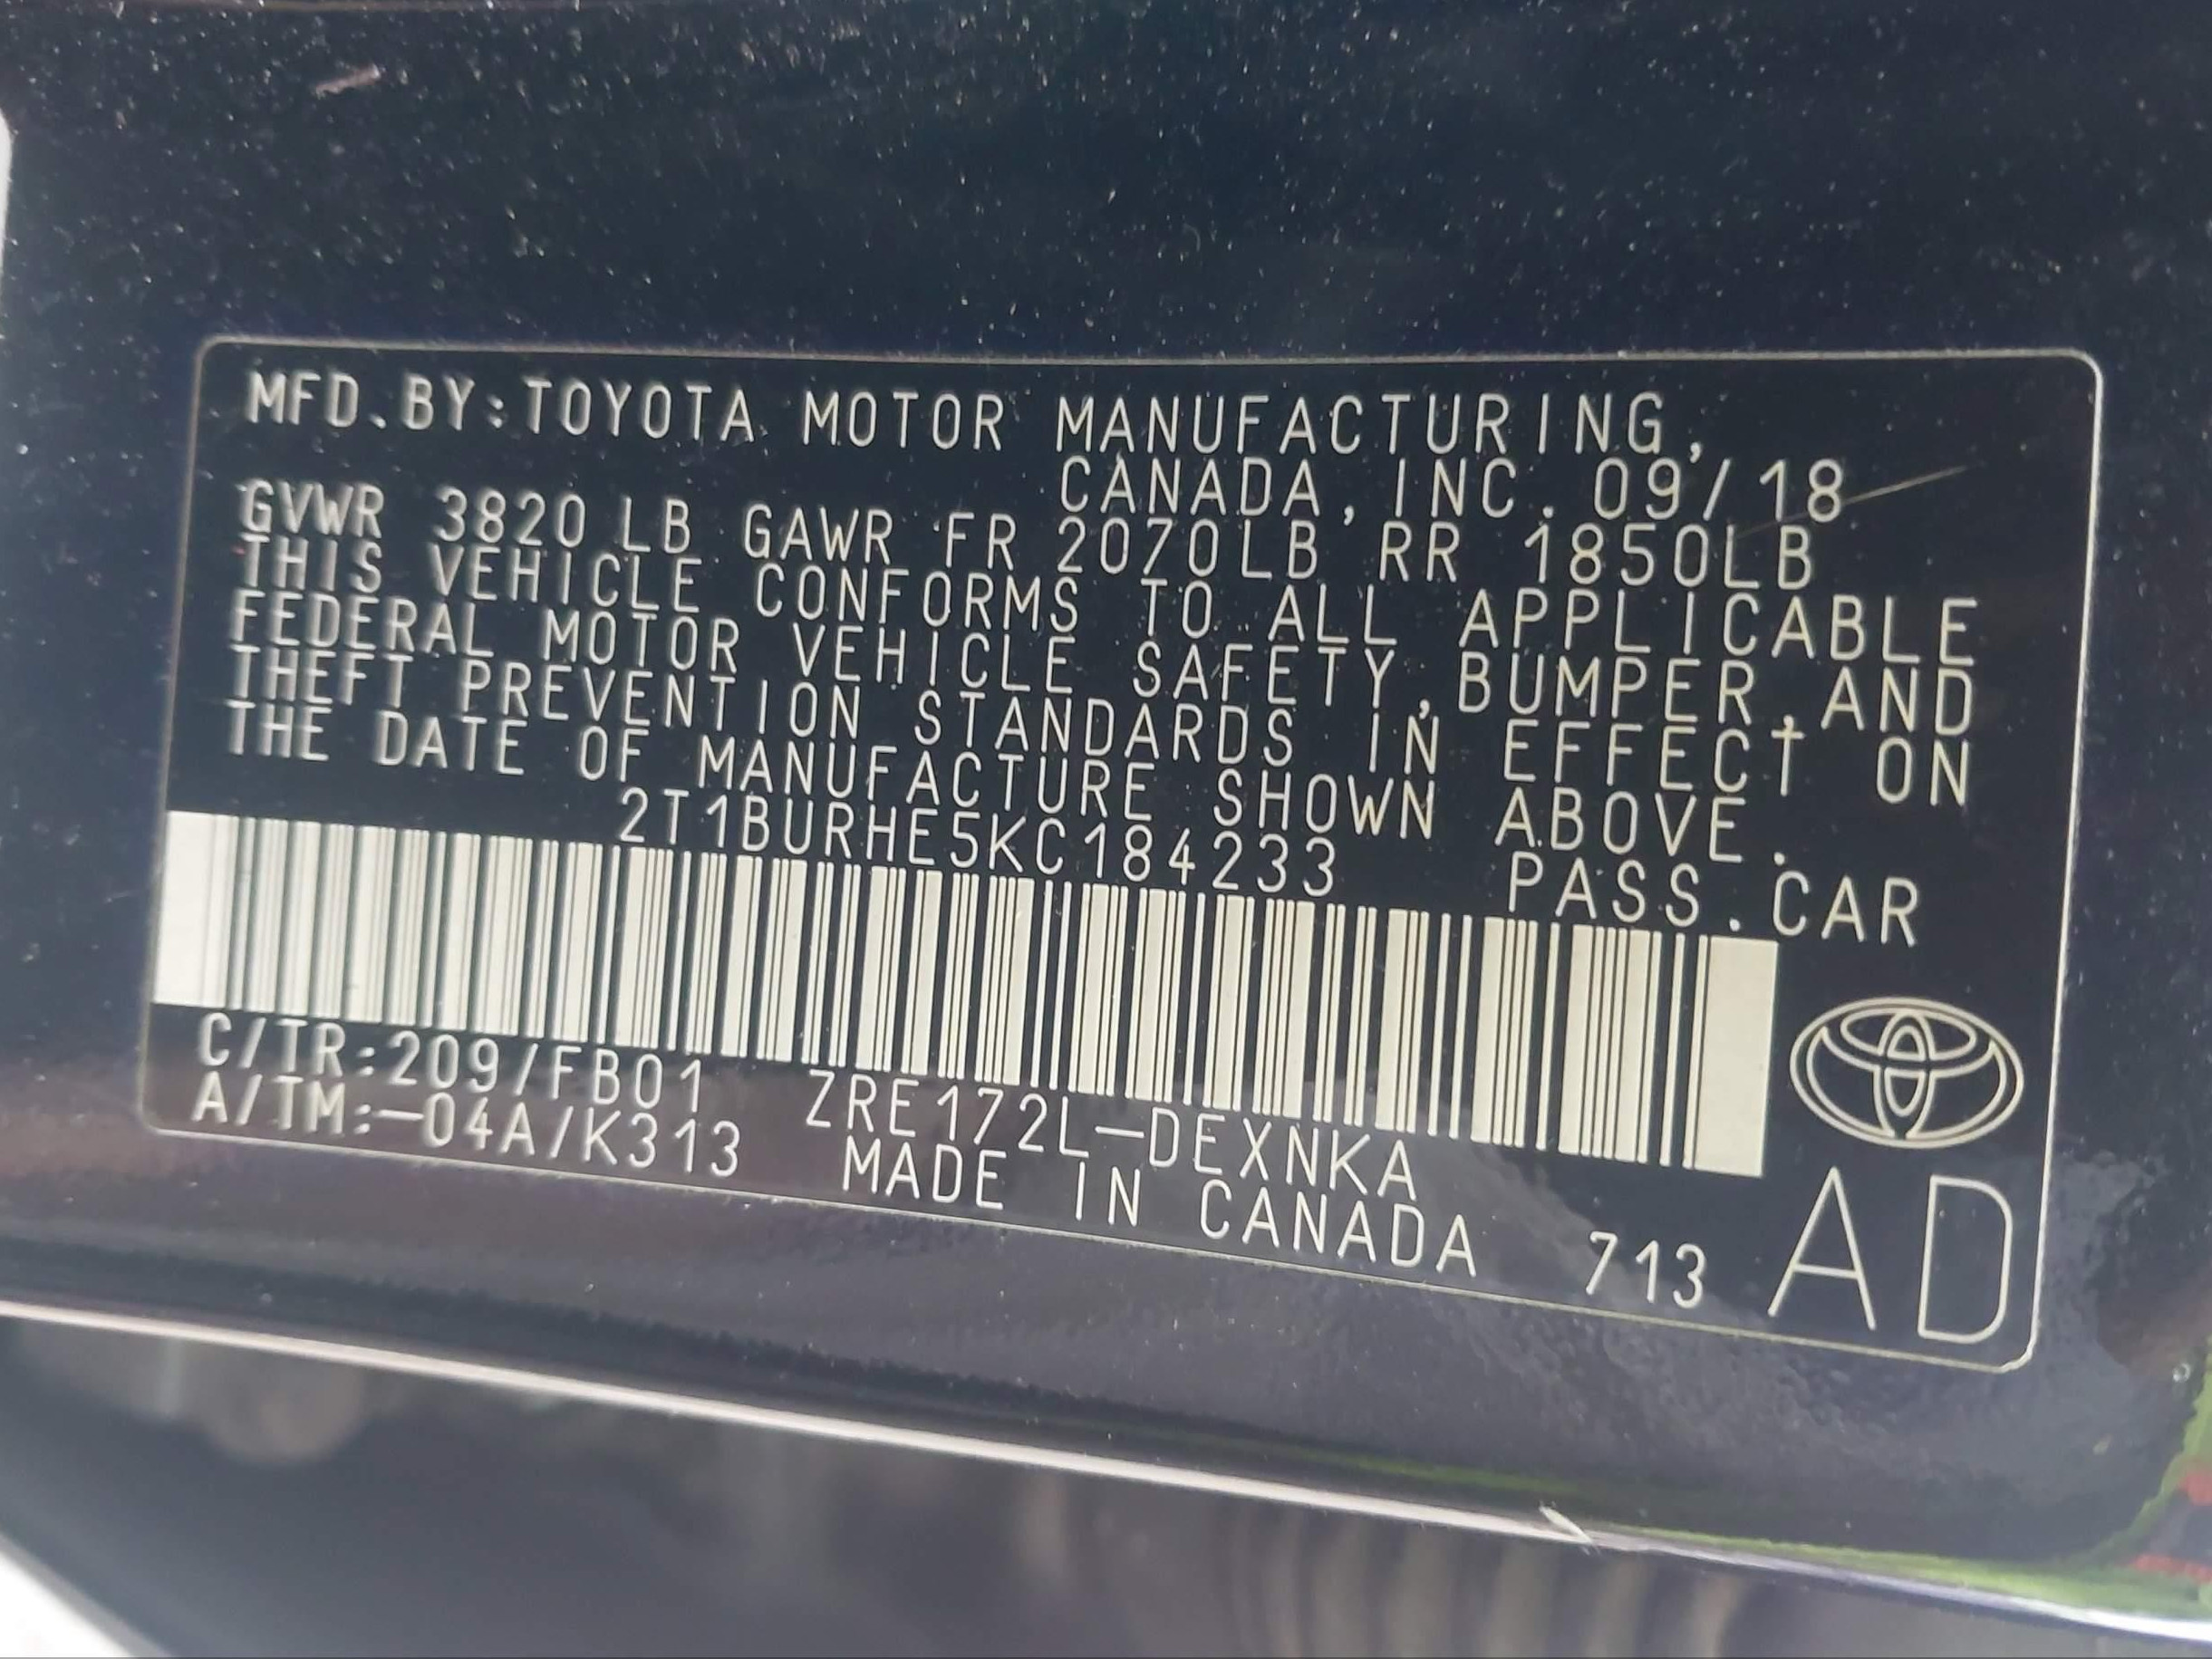 MFD.BY:TOYOTA MOTOR MANUFACTURING,
CANADA, INC. 09/18
GVWR 3820 LB GAWR FR 2070LB RR 1850LB
THIS VEHICLE CONFORMS TO ALL APPLICABLE
FEDERAL MOTOR VEHICLE SAFETY,BUMPER,AND
THEFT PREVENTION STANDARDS IN EFFECT ON
THE DATE OF MANUFACTURE SHOWN ABOVE.
2T1BURHE5KC184233 PASS.CAR
C/TR:209/FB01 ZRE172L-DEXNKA
A/TM:-04A/K313 MADE IN CANADA 713 AD